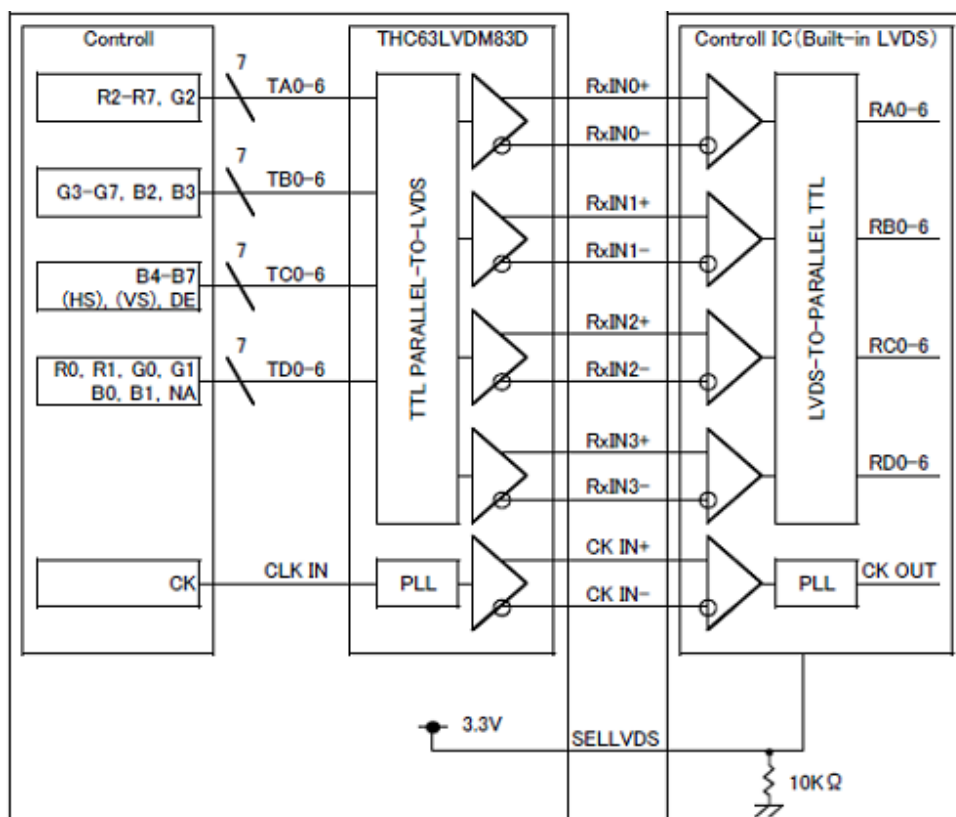 Controll
THC63LVDM83D
Controll IC(Built-in LVDS)
R2-R7, G2
7
TA0-6
RxIN0+
RxIN0-
RA0-6
G3-G7, B2, B3
7
TB0-6
RxIN1+
RxIN1-
RB0-6
B4-B7
(HS), (VS), DE
7
TC0-6
RxIN2+
RxIN2-
RC0-6
R0, R1, G0, G1
B0, B1, NA
7
TD0-6
RxIN3+
RxIN3-
RD0-6
TTL PARALLEL-TO-LVDS
LVDS-TO-PARALLEL TTL
CK
CLK IN
PLL
CK IN+
CK IN-
PLL
CK OUT
3.3V
SELLVDS
10KΩ